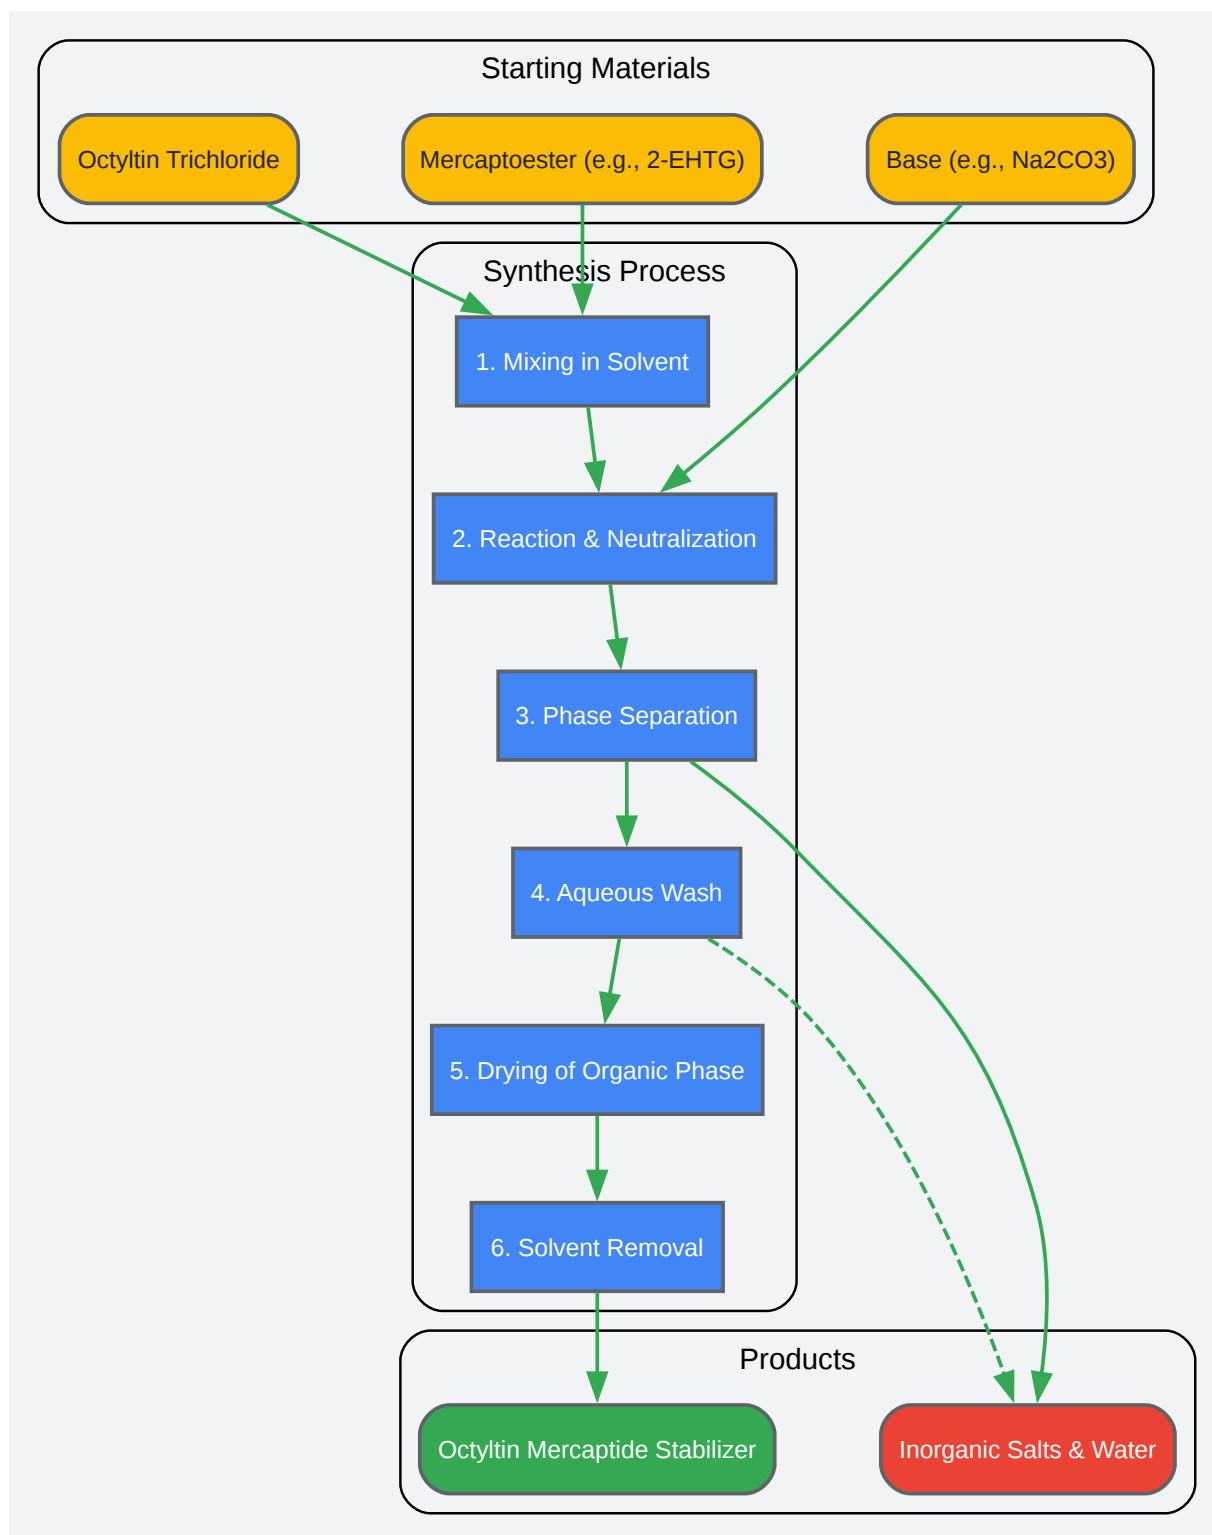 Starting Materials
Octyltin Trichloride
Mercaptoester (e.g., 2-EHTG)
Base (e.g., Na2CO3)
Synthesis Process
1. Mixing in Solvent
2. Reaction & Neutralization
3. Phase Separation
4. Aqueous Wash
5. Drying of Organic Phase
6. Solvent Removal
Products
Octyltin Mercaptide Stabilizer
Inorganic Salts & Water